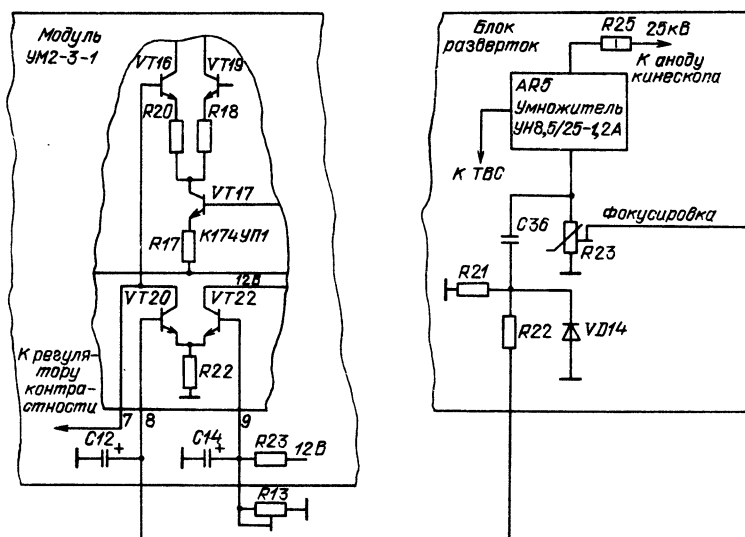 Модуль
УМ2-3-1
VT16
VT19
R20
R18
VT17
R17
К174УП1
12В
VT20
VT22
R22
К регуля-
тору
контра-
стности
7
8
9
C12
+
C14
+
R23
12В
R13
Блок
разверток
R25
25кВ
К аноду
кинескопа
AR5
Умножитель
УН8,5/25-1,2А
К ТВС
C36
Фокусировка
R23
R21
R22
VD14